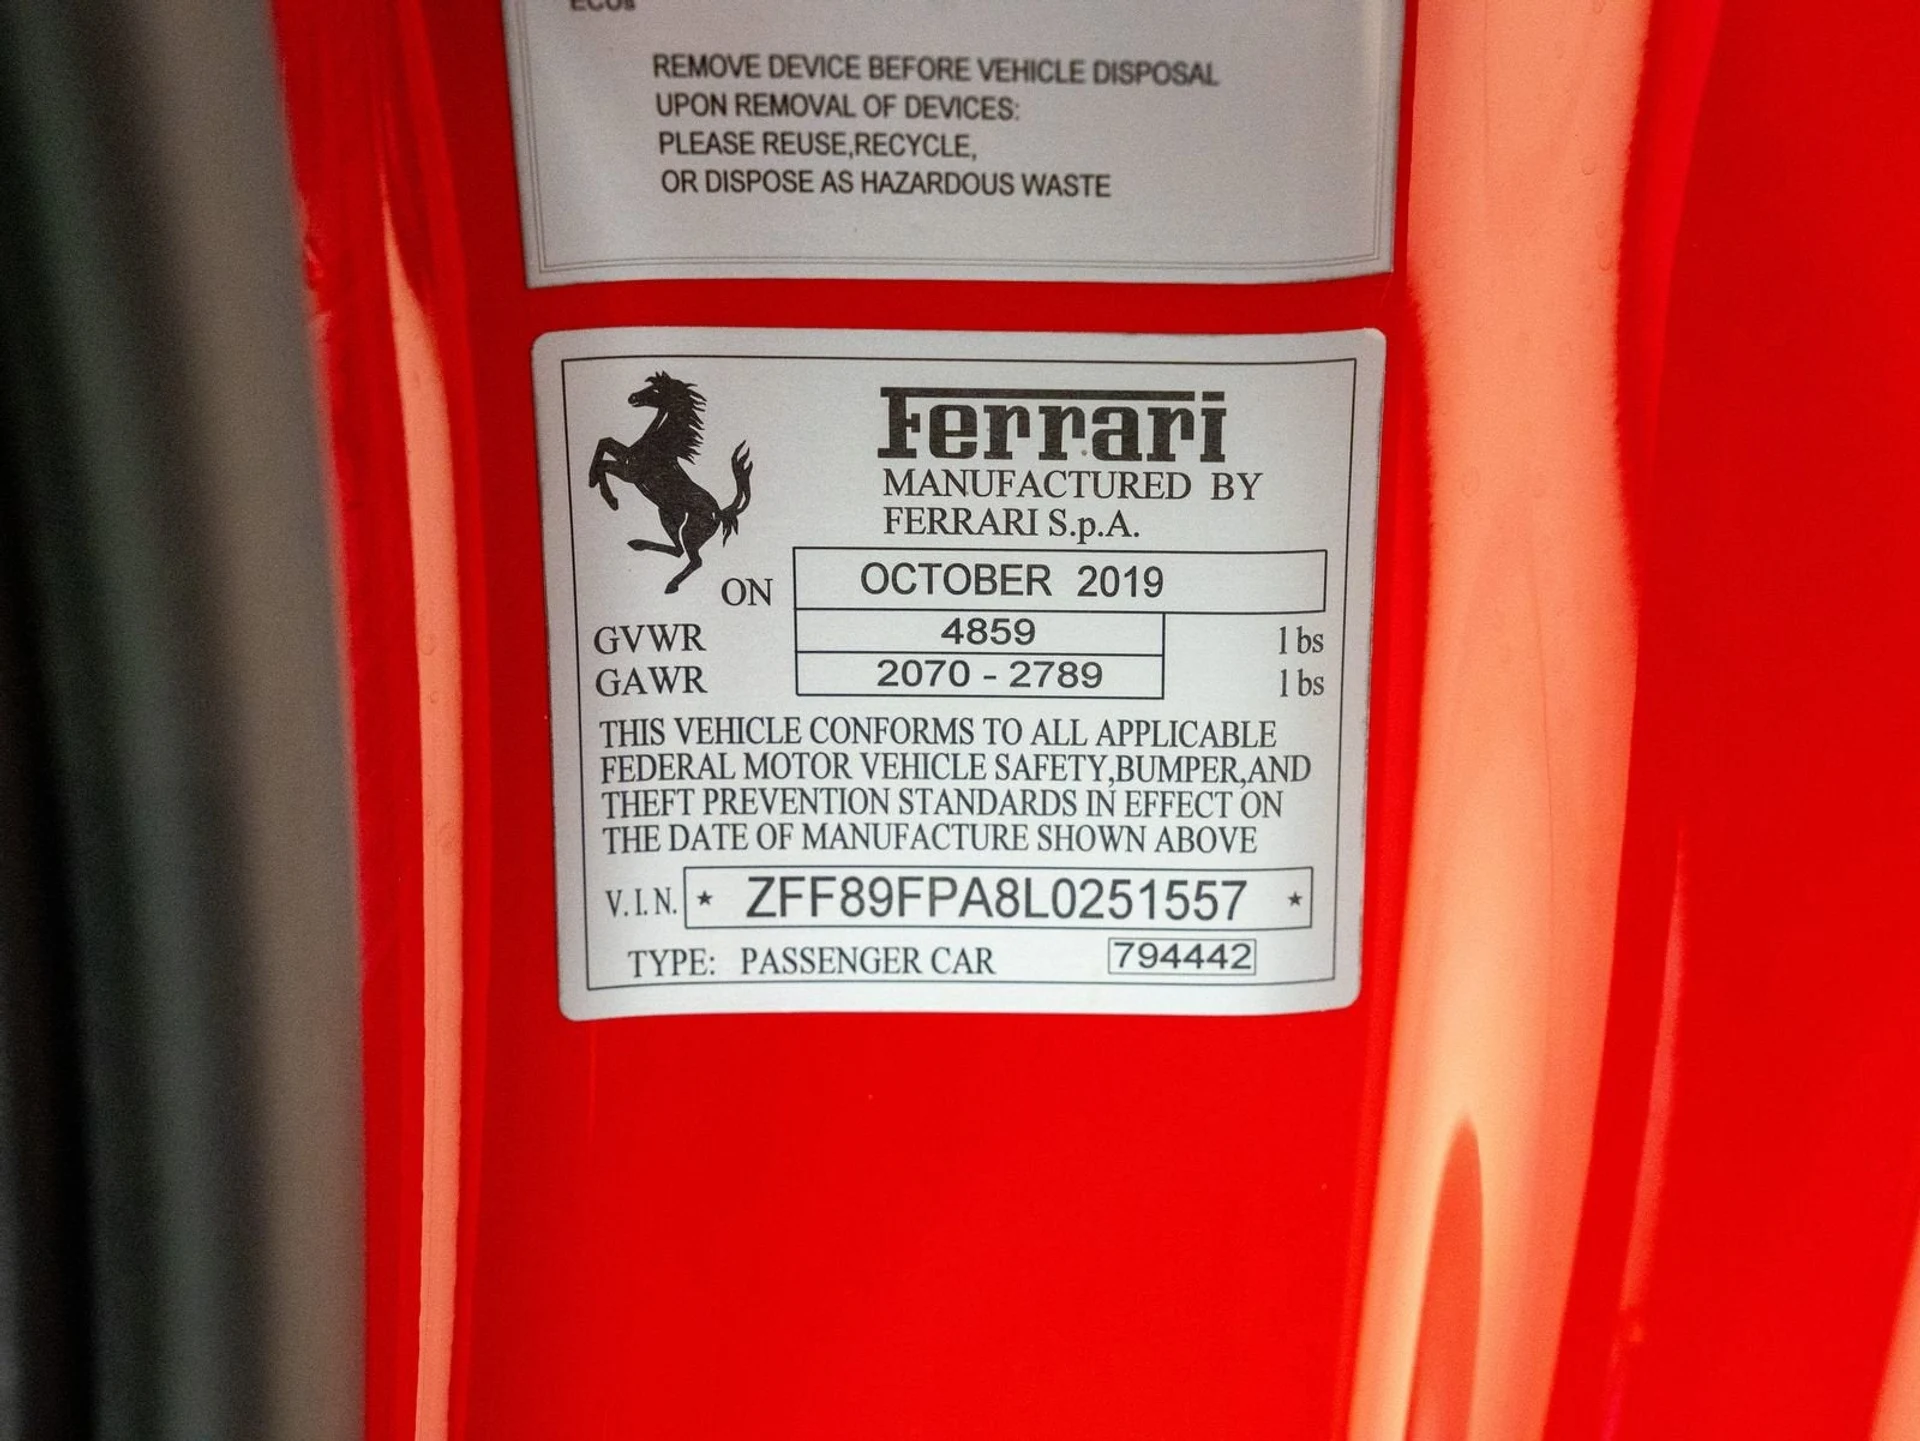 ECOs
REMOVE DEVICE BEFORE VEHICLE DISPOSAL
UPON REMOVAL OF DEVICES:
PLEASE REUSE,RECYCLE,
OR DISPOSE AS HAZARDOUS WASTE
Ferrari
MANUFACTURED BY
FERRARI S.p.A.
ON OCTOBER 2019
GVWR 4859 lbs
GAWR 2070 - 2789 lbs
THIS VEHICLE CONFORMS TO ALL APPLICABLE
FEDERAL MOTOR VEHICLE SAFETY,BUMPER,AND
THEFT PREVENTION STANDARDS IN EFFECT ON
THE DATE OF MANUFACTURE SHOWN ABOVE
V.I.N. * ZFF89FPA8L0251557 *
TYPE: PASSENGER CAR 794442